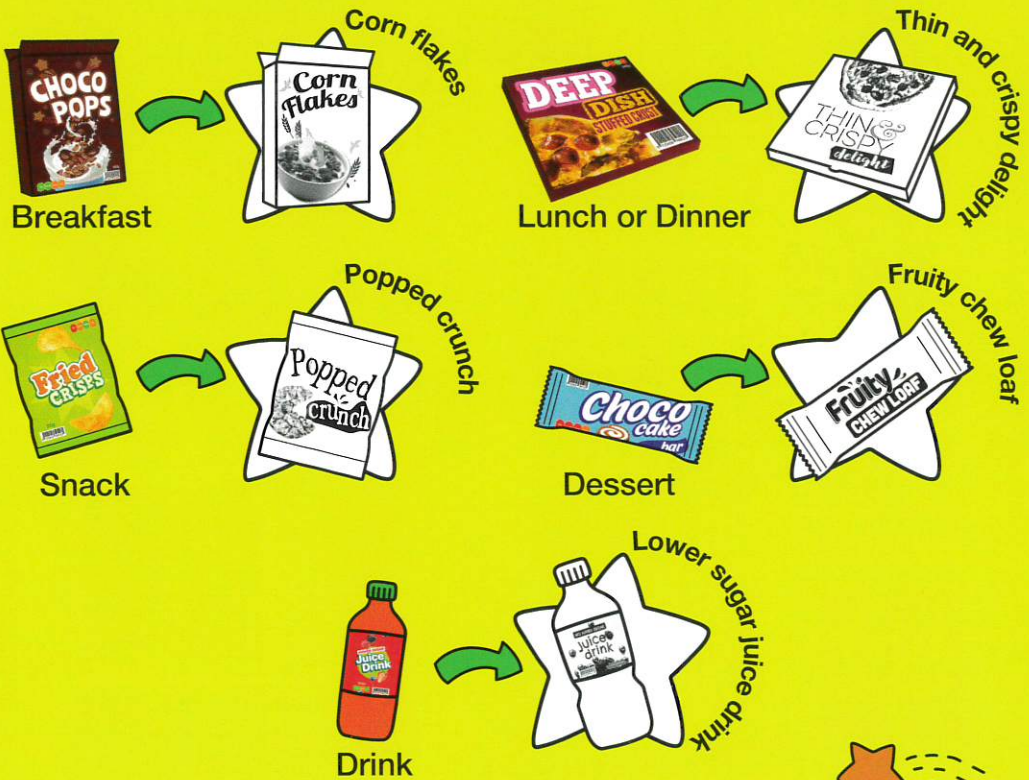 CHOCO
POPS
Breakfast
Corn flakes
Corn
Flakes
DEEP
DISH
STUFFED CRUST
Lunch or Dinner
Thin and crispy delight
THIN &
CRISPY
delight
Fried
CRISPS
Snack
Popped crunch
Popped
crunch
Choco
cake
bar
Dessert
Fruity chew loaf
Fruity
CHEW LOAF
Juice
Drink
Drink
Lower sugar juice drink
juice
drink